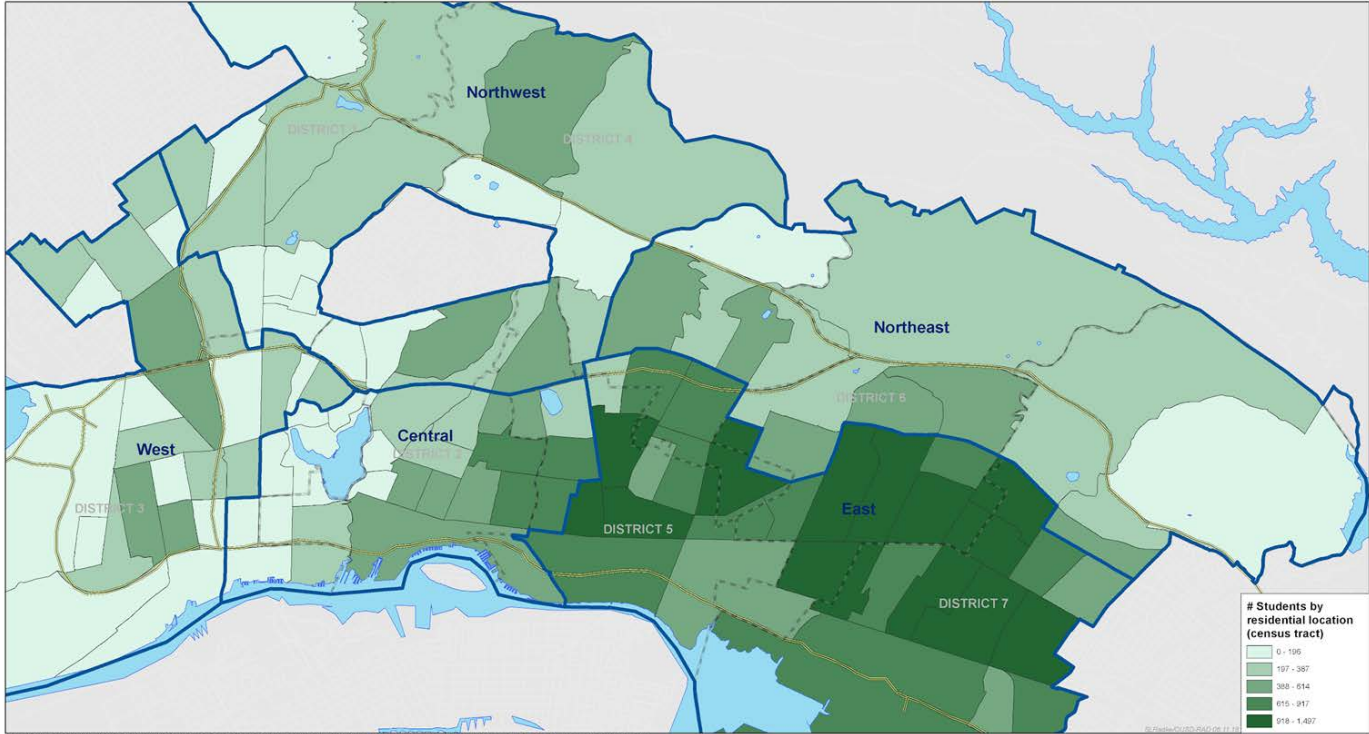 Northwest
DISTRICT 1
DISTRICT 4
Northeast
DISTRICT 6
West
Central
DISTRICT 2
DISTRICT 3
East
DISTRICT 5
DISTRICT 7
# Students by
residential location
(census tract)
0 - 196
197 - 387
388 - 614
615 - 917
918 - 1,497